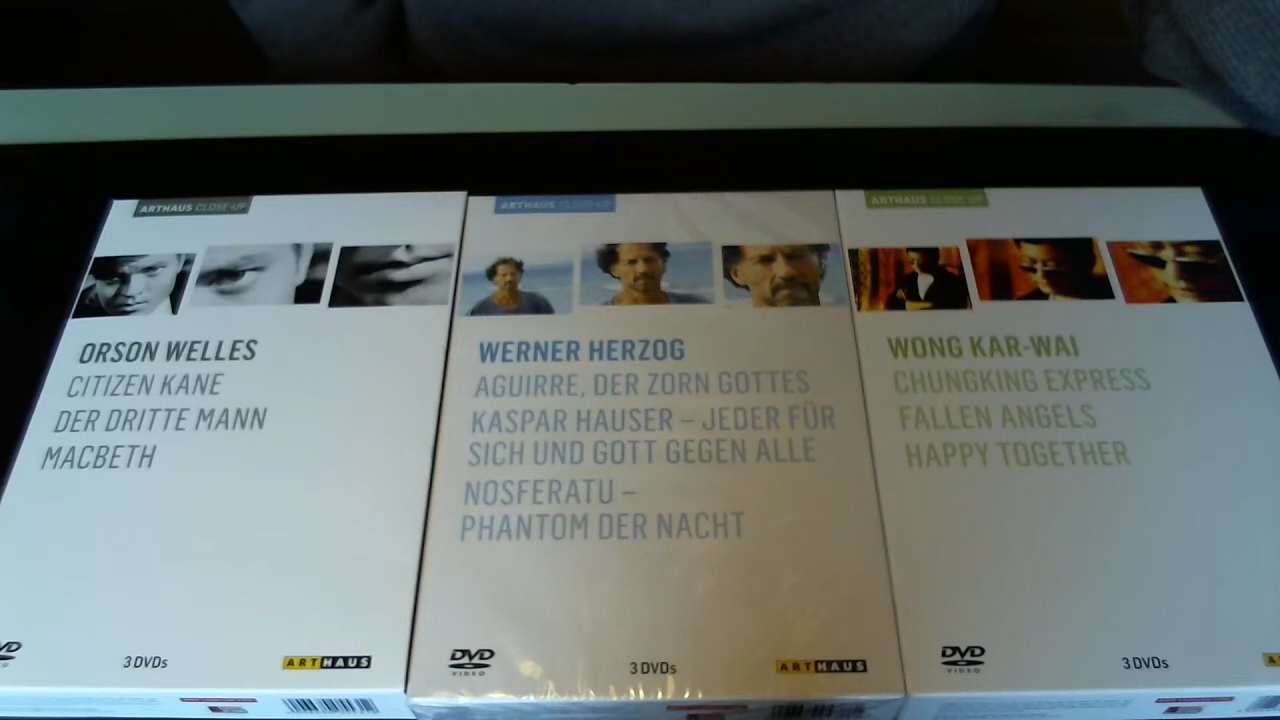 ARTHAUS CLOSE-UP
ORSON WELLES
CITIZEN KANE
DER DRITTE MANN
MACBETH
3 DVDs
ARTHAUS
ARTHAUS CLOSE-UP
WERNER HERZOG
AGUIRRE, DER ZORN GOTTES
KASPAR HAUSER – JEDER FÜR
SICH UND GOTT GEGEN ALLE
NOSFERATU –
PHANTOM DER NACHT
DVD
VIDEO
3 DVDs
ARTHAUS
ARTHAUS CLOSE-UP
WONG KAR-WAI
CHUNGKING EXPRESS
FALLEN ANGELS
HAPPY TOGETHER
DVD
VIDEO
3 DVDs